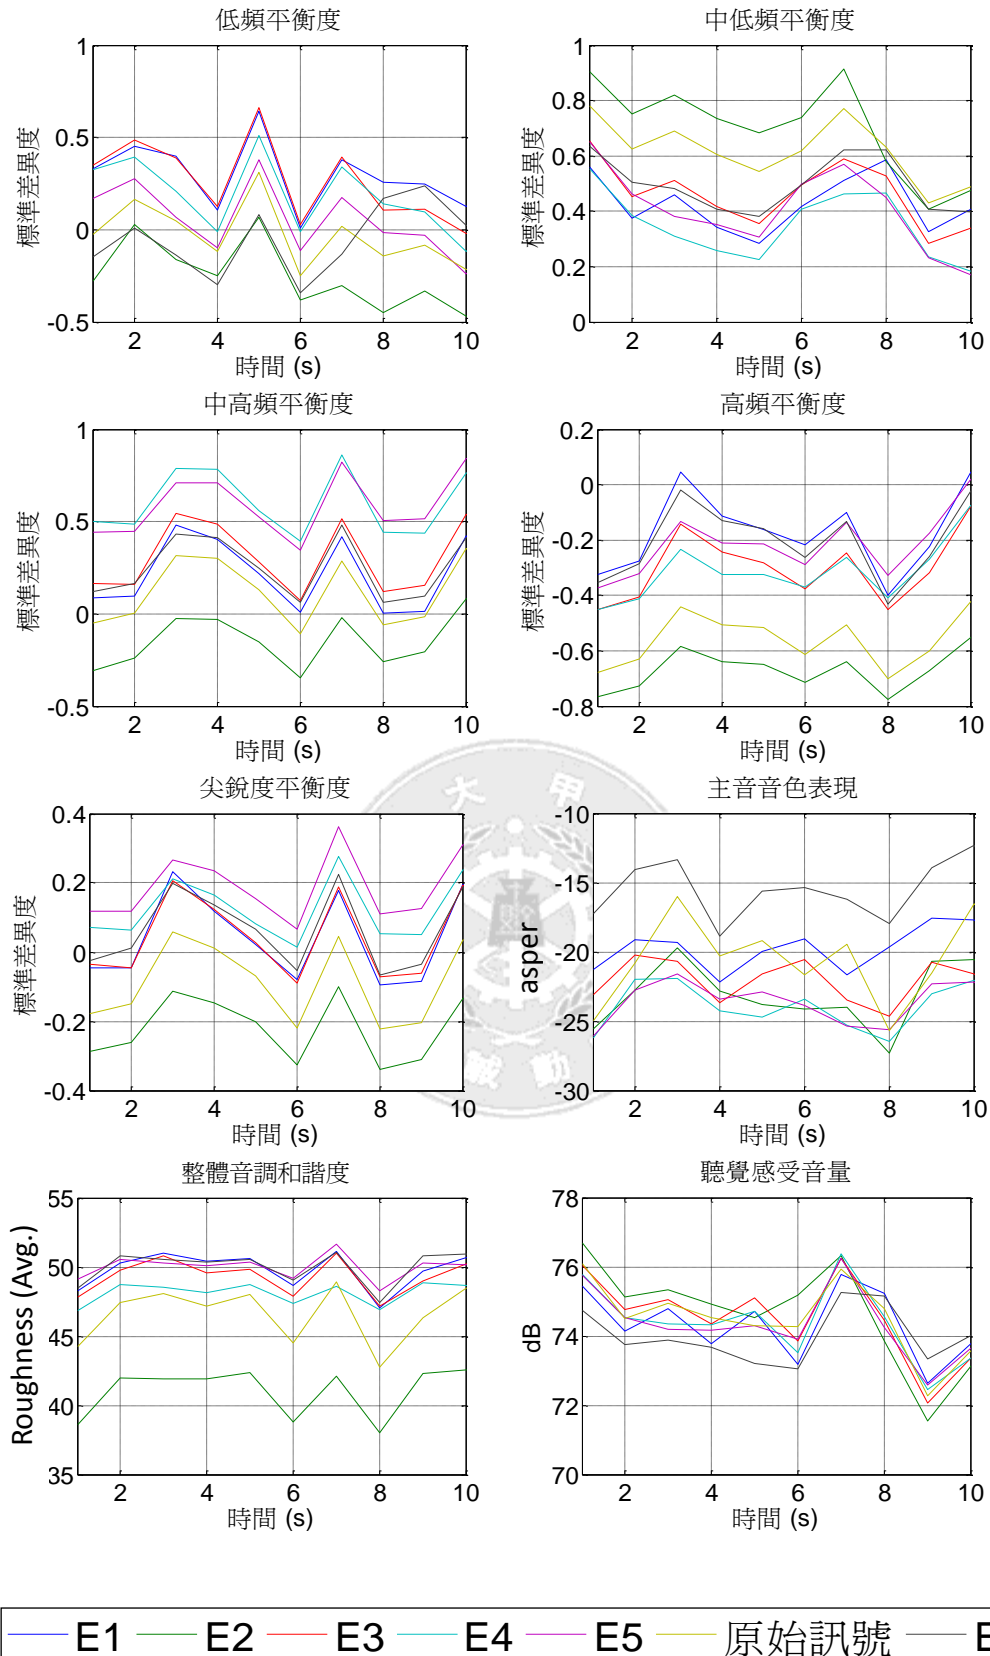 低頻平衡度
1
0.5
0
-0.5
標準差異度
2 4 6 8 10
時間 (s)
中低頻平衡度
1
0.8
0.6
0.4
0.2
0
標準差異度
2 4 6 8 10
時間 (s)
中高頻平衡度
1
0.5
0
-0.5
標準差異度
2 4 6 8 10
時間 (s)
高頻平衡度
0.2
0
-0.2
-0.4
-0.6
-0.8
標準差異度
2 4 6 8 10
時間 (s)
尖銳度平衡度
0.4
0.2
0
-0.2
-0.4
標準差異度
2 4 6 8 10
時間 (s)
主音音色表現
-10
-15
-20
-25
-30
asper
2 4 6 8 10
時間 (s)
整體音調和諧度
55
50
45
40
35
Roughness (Avg.)
2 4 6 8 10
時間 (s)
聽覺感受音量
78
76
74
72
70
dB
2 4 6 8 10
時間 (s)
大 甲
E1 E2 E3 E4 E5 原始訊號